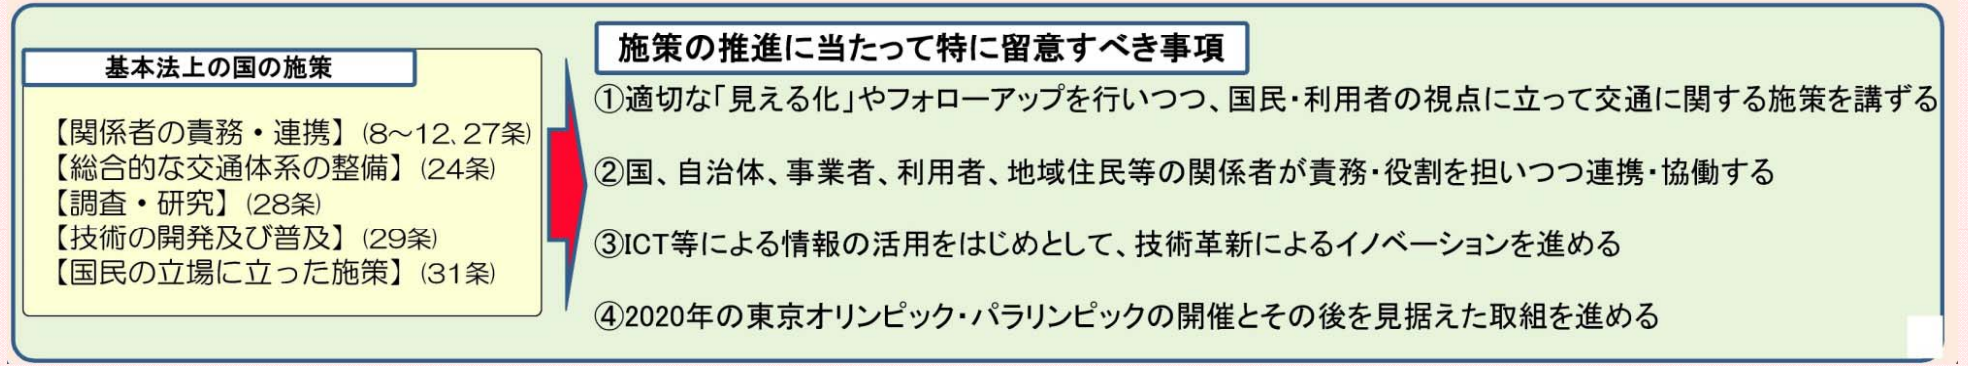 基本法上の国の施策
【関係者の責務・連携】(8～12、27条)
【総合的な交通体系の整備】(24条)
【調査・研究】(28条)
【技術の開発及び普及】(29条)
【国民の立場に立った施策】(31条)
施策の推進に当たって特に留意すべき事項
①適切な「見える化」やフォローアップを行いつつ、国民・利用者の視点に立って交通に関する施策を講ずる
②国、自治体、事業者、利用者、地域住民等の関係者が責務・役割を担いつつ連携・協働する
③ICT等による情報の活用をはじめとして、技術革新によるイノベーションを進める
④2020年の東京オリンピック・パラリンピックの開催とその後を見据えた取組を進める